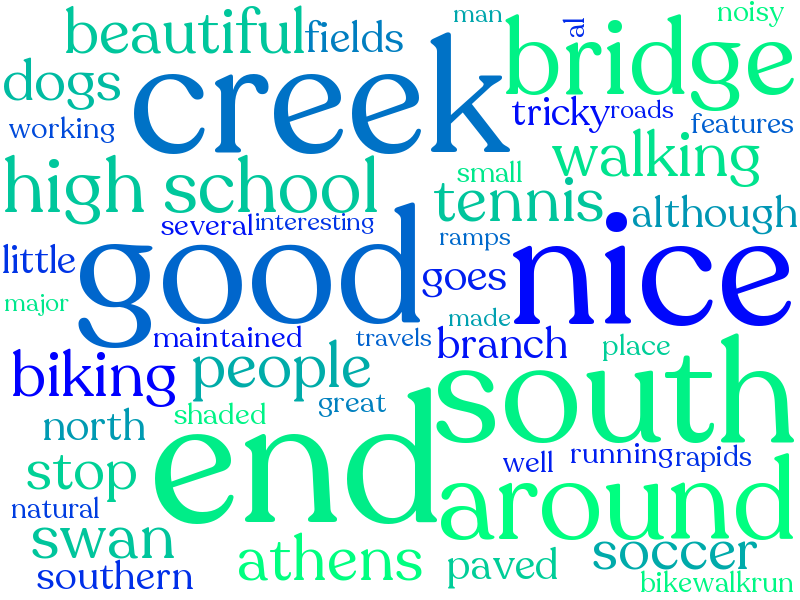 man
al
noisy
beautiful
fields
bridge
dogs
creek
tricky
roads
working
features
walking
high school
small
tennis
although
several
interesting
ramps
little
good
goes
nice
major
made
maintained
travels
branch
place
biking
people
south
great
shaded
north
end
stop
well
running
rapids
natural
around
swan
athens
paved
soccer
southern
bikewalkrun